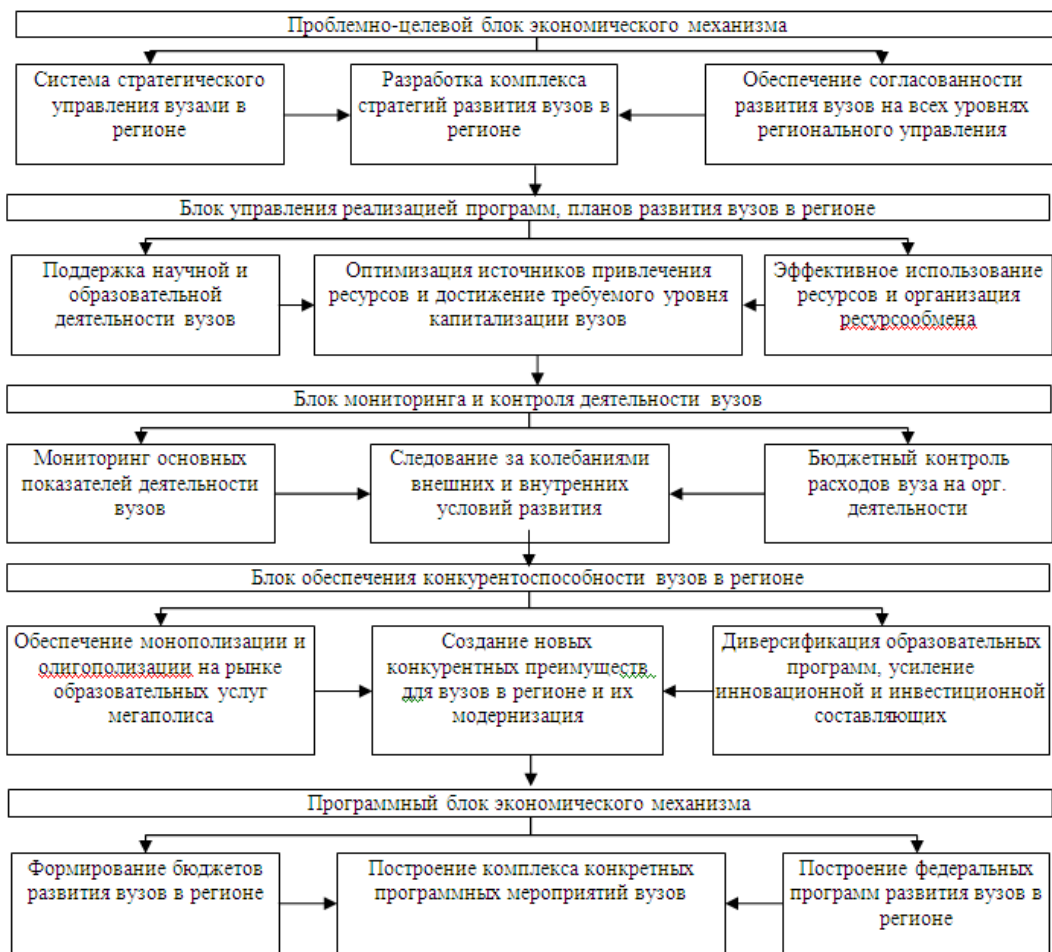 Проблемно-целевой блок экономического механизма
Система стратегического
управления вузами в
регионе
Разработка комплекса
стратегий развития вузов в
регионе
Обеспечение согласованности
развития вузов на всех уровнях
регионального управления
Блок управления реализацией программ, планов развития вузов в регионе
Поддержка научной и
образовательной
деятельности вузов
Оптимизация источников привлечения
ресурсов и достижение требуемого уровня
капитализации вузов
Эффективное использование
ресурсов и организация
ресурсообмена
Блок мониторинга и контроля деятельности вузов
Мониторинг основных
показателей деятельности
вузов
Следование за колебаниями
внешних и внутренних
условий развития
Бюджетный контроль
расходов вуза на орг.
деятельности
Блок обеспечения конкурентоспособности вузов в регионе
Обеспечение монополизации и
олигополизации на рынке
образовательных услуг
мегаполиса
Создание новых
конкурентных преимуществ
для вузов в регионе и их
модернизация
Диверсификация образовательных
программ, усиление
инновационной и инвестиционной
составляющих
Программный блок экономического механизма
Формирование бюджетов
развития вузов в регионе
Построение комплекса конкретных
программных мероприятий вузов
Построение федеральных
программ развития вузов в
регионе